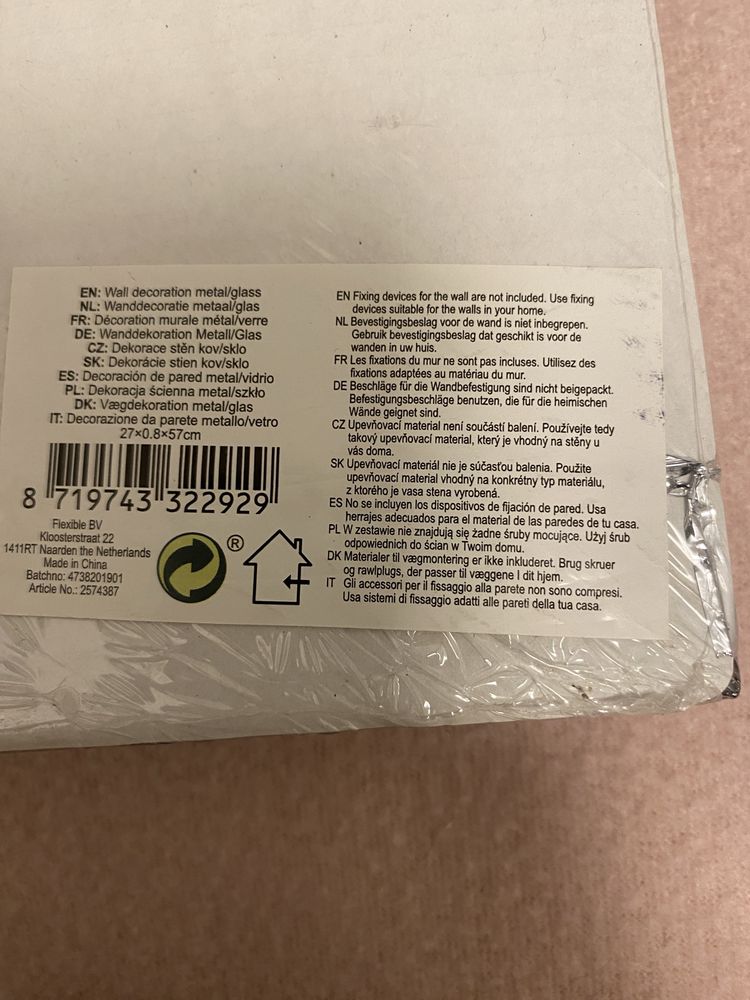 EN: Wall decoration metal/glass
NL: Wanddecoratie metaal/glas
FR: Décoration murale métal/verre
DE: Wanddekoration Metall/Glas
CZ: Dekorace stěn kov/sklo
SK: Dekorácie stien kov/sklo
ES: Decoración de pared metal/vidrio
PL: Dekoracja ścienna metal/szkło
DK: Vægdekoration metal/glas
IT: Decorazione da parete metallo/vetro
27×0.8×57cm
8 719743 322929
Flexible BV
Kloosterstraat 22
1411RT Naarden the Netherlands
Made in China
Batchno: 4738201901
Article No.: 2574387
®
EN Fixing devices for the wall are not included. Use fixing
devices suitable for the walls in your home.
NL Bevestigingsbeslag voor de wand is niet inbegrepen.
Gebruik bevestigingsbeslag dat geschikt is voor de
wanden in uw huis.
FR Les fixations du mur ne sont pas incluses. Utilisez des
fixations adaptées au matériau du mur.
DE Beschläge für die Wandbefestigung sind nicht beigepackt.
Befestigungsbeschläge benutzen, die für die heimischen
Wände geignet sind.
CZ Upevňovací material není součástí balení. Používejte tedy
takový upevňovací material, který je vhodný na stěny u
vás doma.
SK Upevňovací materiál nie je súčasťou balenia. Použite
upevňovací material vhodný na konkrétny typ materiálu,
z ktorého je vasa stena vyrobená.
ES No se incluyen los dispositivos de fijación de pared. Usa
herrajes adecuados para el material de las paredes de tu casa.
PL W zestawie nie znajdują się żadne śruby mocujące. Użyj śrub
odpowiednich do ścian w Twoim domu.
DK Materialer til vægmontering er ikke inkluderet. Brug skruer
og rawlplugs, der passer til væggene I dit hjem.
IT Gli accessori per il fissaggio alla parete non sono compresi.
Usa sistemi di fissaggio adatti alle pareti della tua casa.